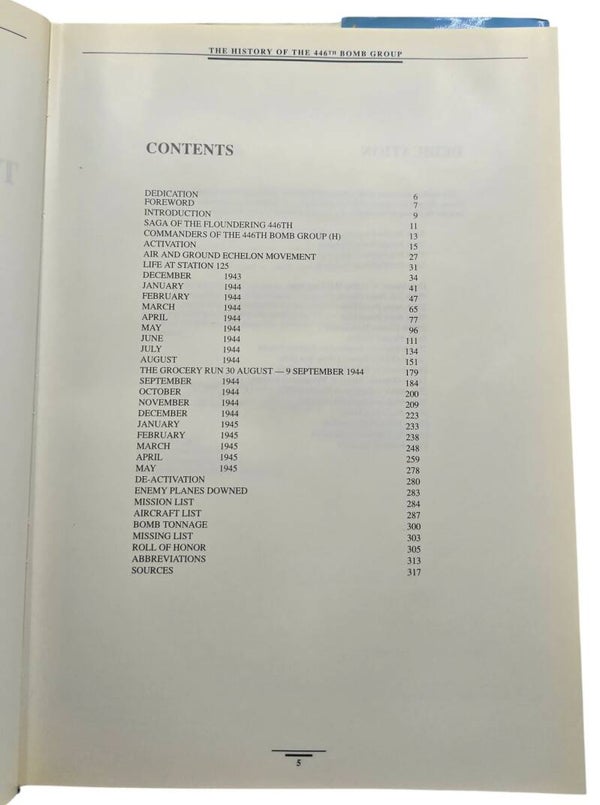 THE HISTORY OF THE 446TH BOMB GROUP
CONTENTS
DEDICATION 6
FOREWORD 7
INTRODUCTION 9
SAGA OF THE FLOUNDERING 446TH 11
COMMANDERS OF THE 446TH BOMB GROUP (H) 13
ACTIVATION 15
AIR AND GROUND ECHELON MOVEMENT 27
LIFE AT STATION 125 31
DECEMBER 1943 34
JANUARY 1944 41
FEBRUARY 1944 47
MARCH 1944 65
APRIL 1944 77
MAY 1944 96
JUNE 1944 111
JULY 1944 134
AUGUST 1944 151
THE GROCERY RUN 30 AUGUST — 9 SEPTEMBER 1944 179
SEPTEMBER 1944 184
OCTOBER 1944 200
NOVEMBER 1944 209
DECEMBER 1944 223
JANUARY 1945 233
FEBRUARY 1945 238
MARCH 1945 248
APRIL 1945 259
MAY 1945 278
DE-ACTIVATION 280
ENEMY PLANES DOWNED 283
MISSION LIST 284
AIRCRAFT LIST 287
BOMB TONNAGE 300
MISSING LIST 303
ROLL OF HONOR 305
ABBREVIATIONS 313
SOURCES 317
5